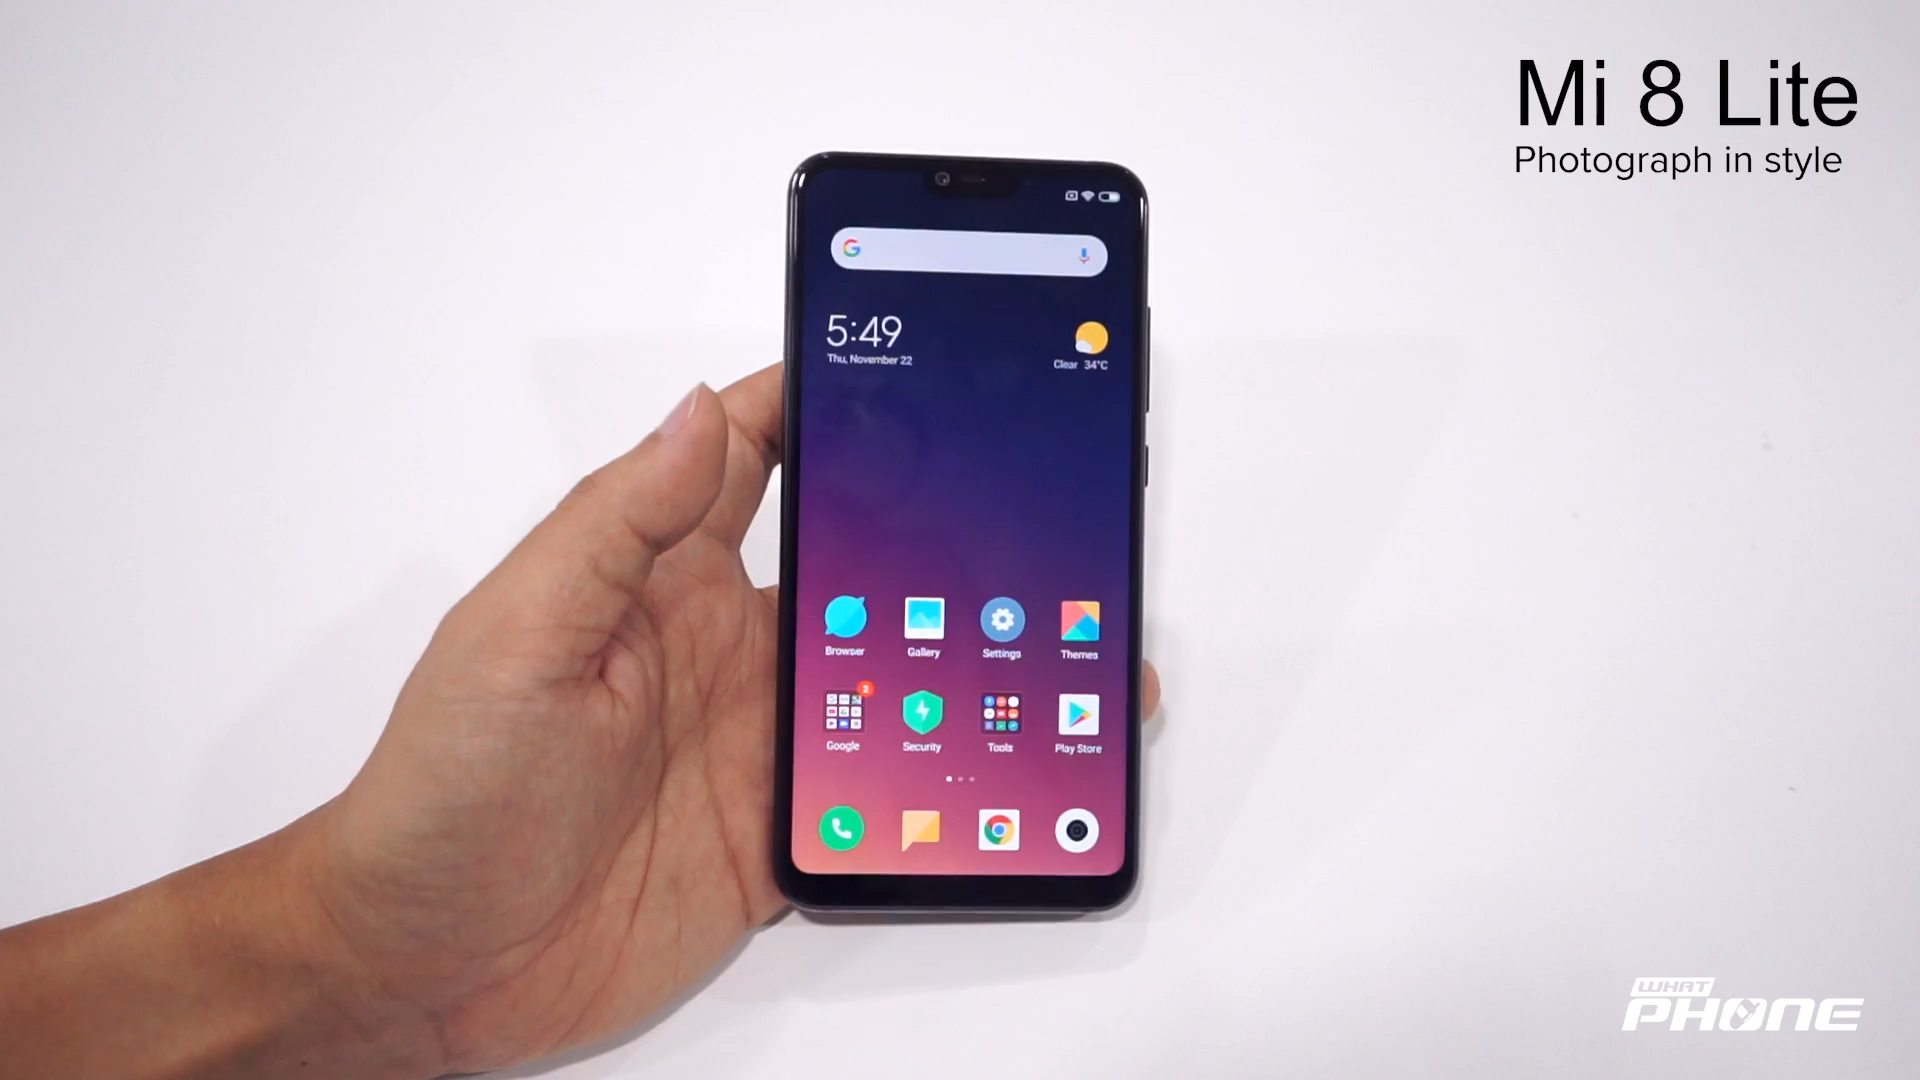 Mi 8 Lite
Photograph in style
5:49
Thu, November 22
Clear 34°C
Browser
Gallery
Settings
Themes
2
Google
Security
Tools
Play Store
WHAT
PHONE